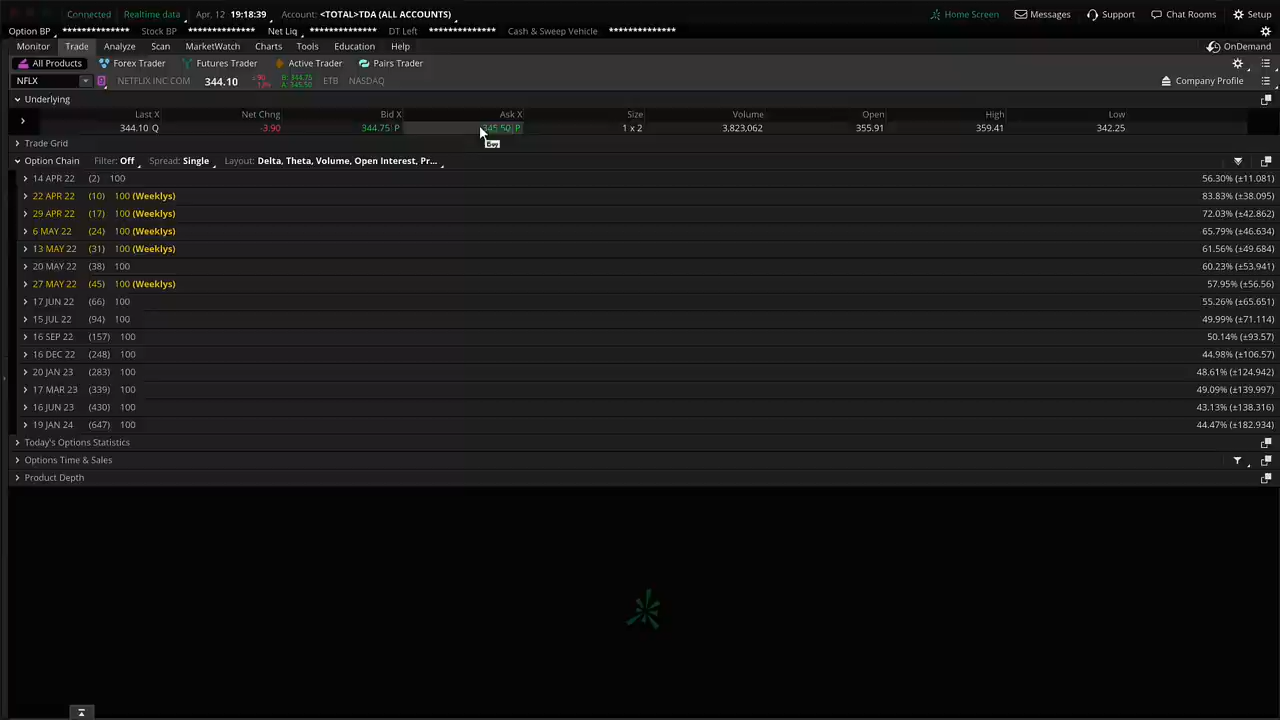 Connected Realtime data Apr. 12 19:18:39 Account: <TOTAL>TDA (ALL ACCOUNTS) Home Screen Messages Support Chat Rooms Setup
Option BP ************** Stock BP ************** Net Liq ************** DT Left ************** Cash & Sweep Vehicle **************
Monitor Trade Analyze Scan MarketWatch Charts Tools Education Help OnDemand
All Products Forex Trader Futures Trader Active Trader Pairs Trader
NFLX NETFLIX INC COM 344.10 B: 344.75 A: 345.50 ETB NASDAQ Company Profile
Underlying
Last X Net Chng Bid X Ask X Size Volume Open High Low
344.10 Q -3.90 344.75 P 345.50 P 1 x 2 3,823,062 355.91 359.41 342.25
Buy
Trade Grid
Option Chain Filter: Off Spread: Single Layout: Delta, Theta, Volume, Open Interest, Pr...
14 APR 22 (2) 100 56.30% (±11.081)
22 APR 22 (10) 100 (Weeklys) 83.83% (±38.095)
29 APR 22 (17) 100 (Weeklys) 72.03% (±42.862)
6 MAY 22 (24) 100 (Weeklys) 65.79% (±46.634)
13 MAY 22 (31) 100 (Weeklys) 61.56% (±49.684)
20 MAY 22 (38) 100 60.23% (±53.941)
27 MAY 22 (45) 100 (Weeklys) 57.95% (±56.56)
17 JUN 22 (66) 100 55.26% (±65.651)
15 JUL 22 (94) 100 49.99% (±71.114)
16 SEP 22 (157) 100 50.14% (±93.57)
16 DEC 22 (248) 100 44.98% (±106.57)
20 JAN 23 (283) 100 48.61% (±124.942)
17 MAR 23 (339) 100 49.09% (±139.997)
16 JUN 23 (430) 100 43.13% (±138.316)
19 JAN 24 (647) 100 44.47% (±182.934)
Today's Options Statistics
Options Time & Sales
Product Depth